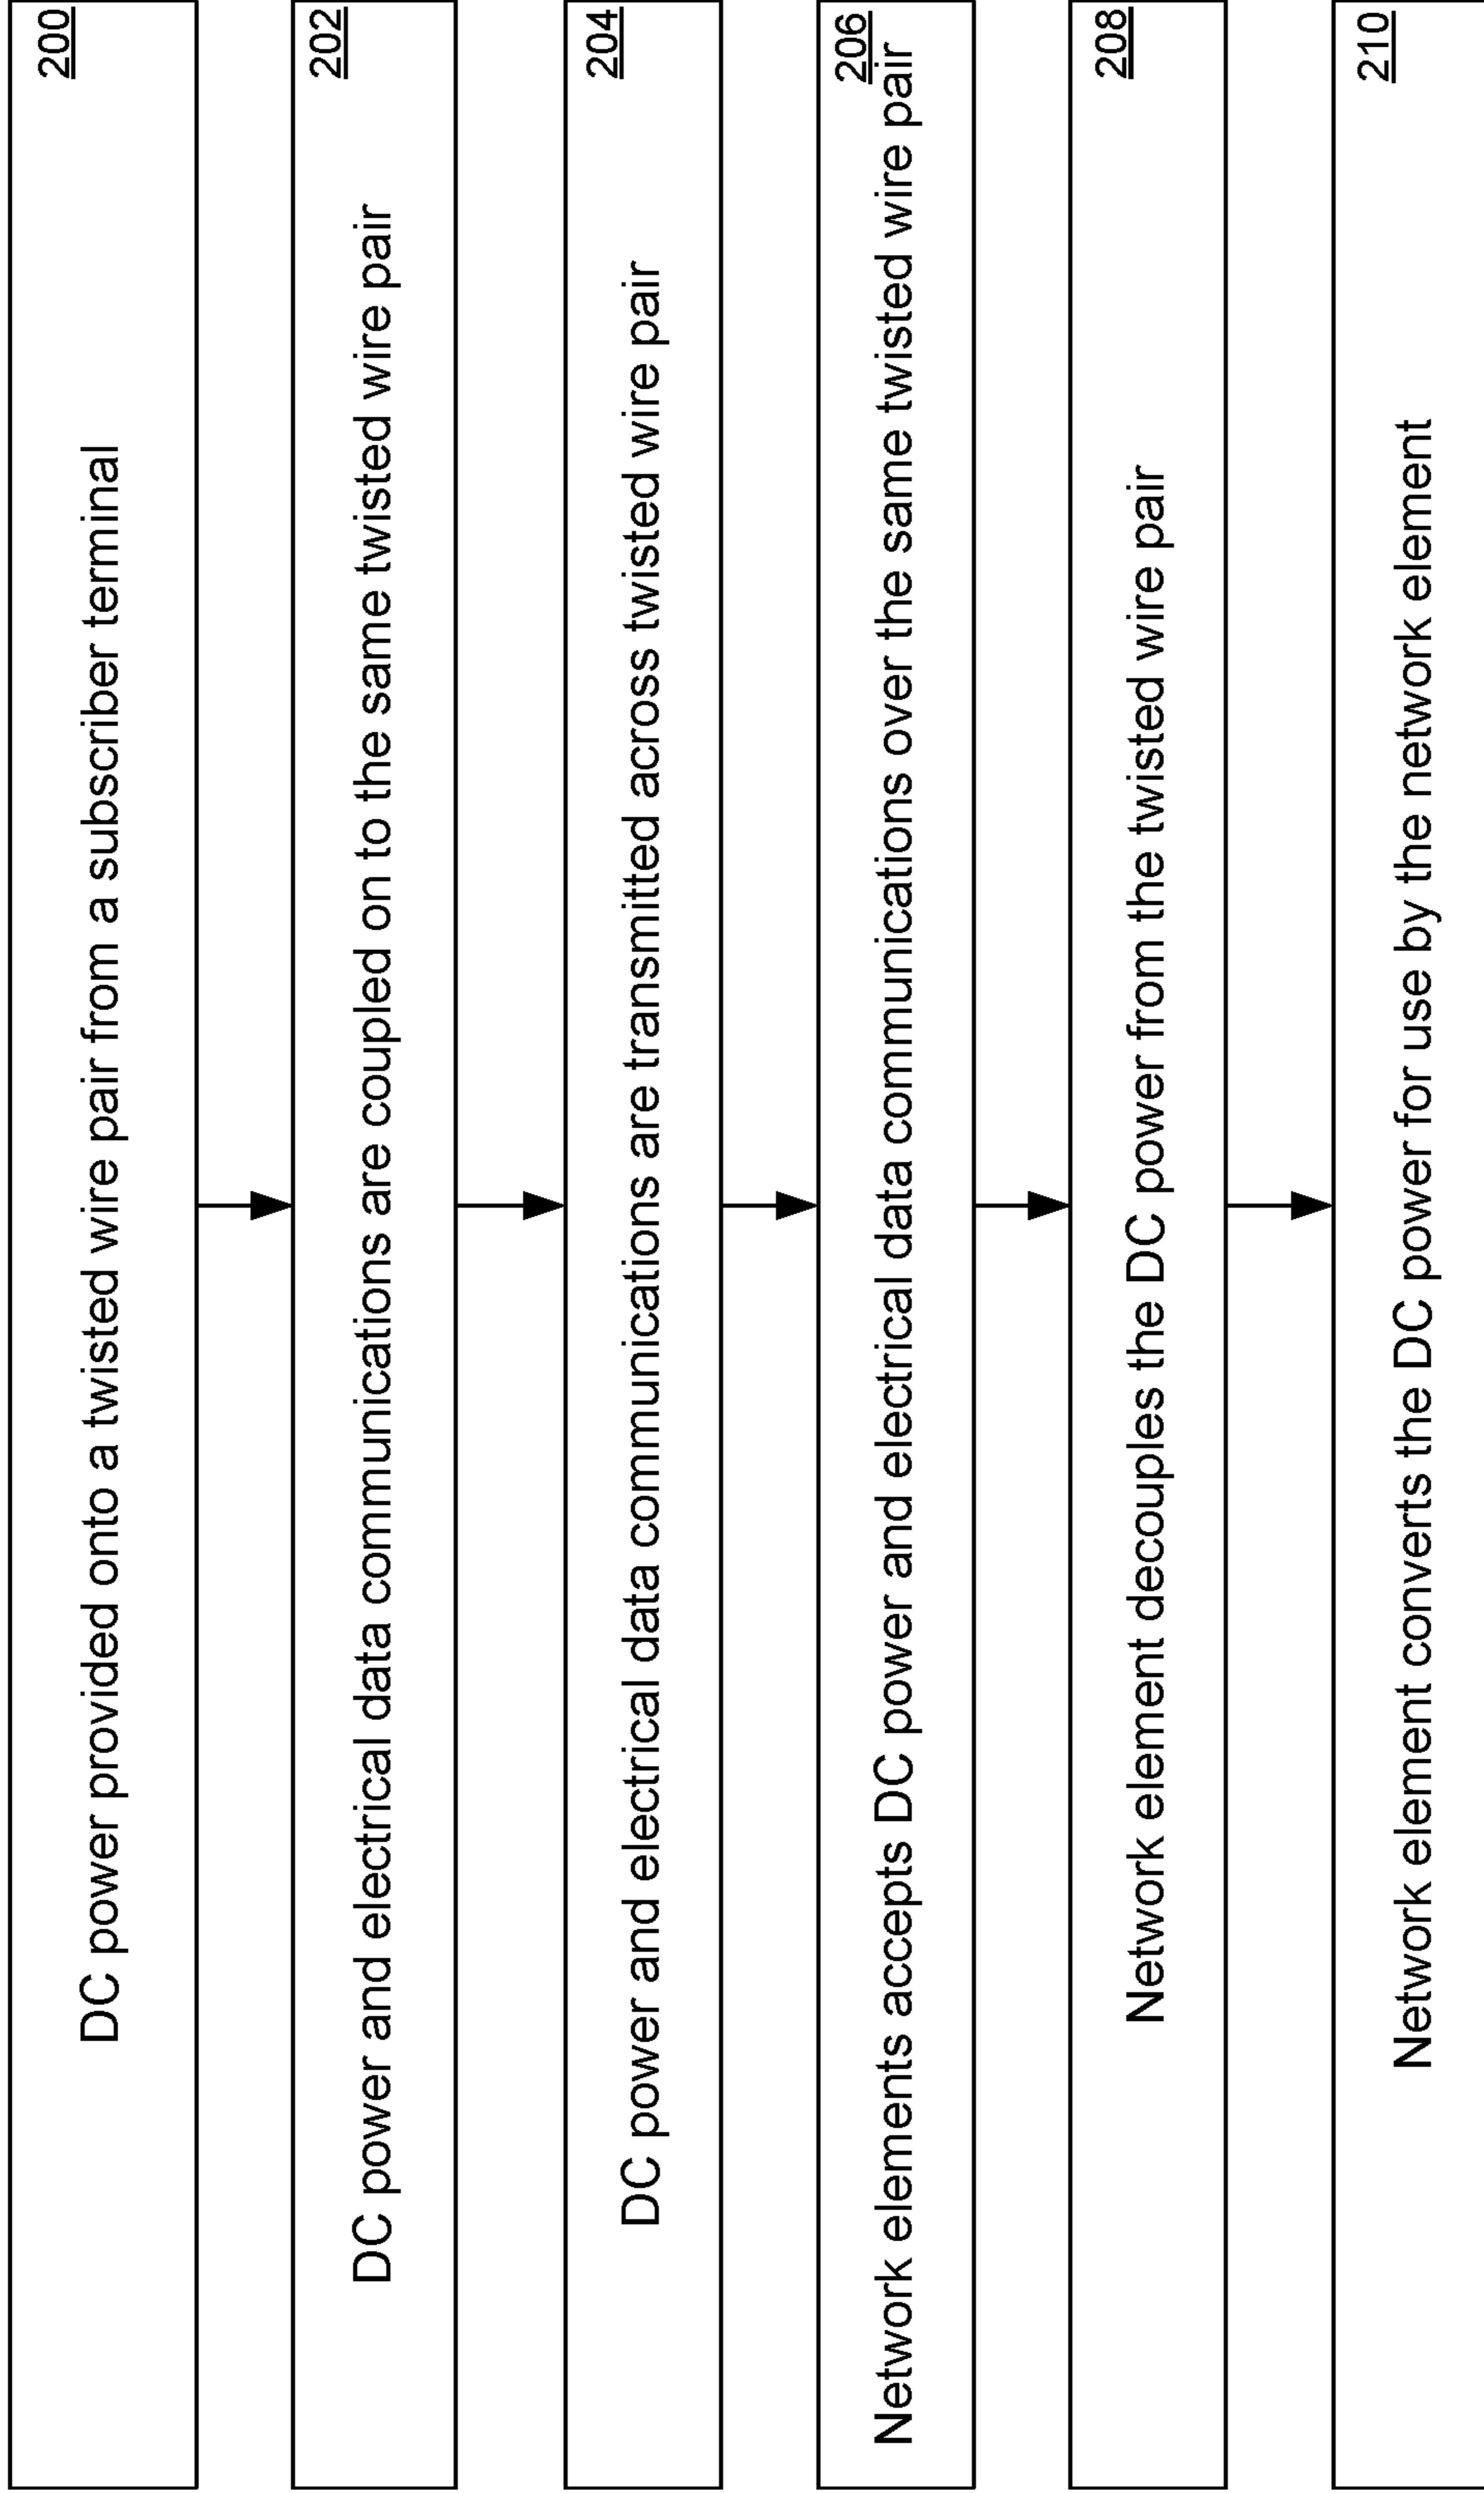 200
DC power provided onto a twisted wire pair from a subscriber terminal
202
DC power and electrical data communications are coupled on to the same twisted wire pair
204
DC power and electrical data communications are transmitted across twisted wire pair
206
Network elements accepts DC power and electrical data communications over the same twisted wire pair
208
Network element decouples the DC power from the twisted wire pair
210
Network element converts the DC power for use by the network element